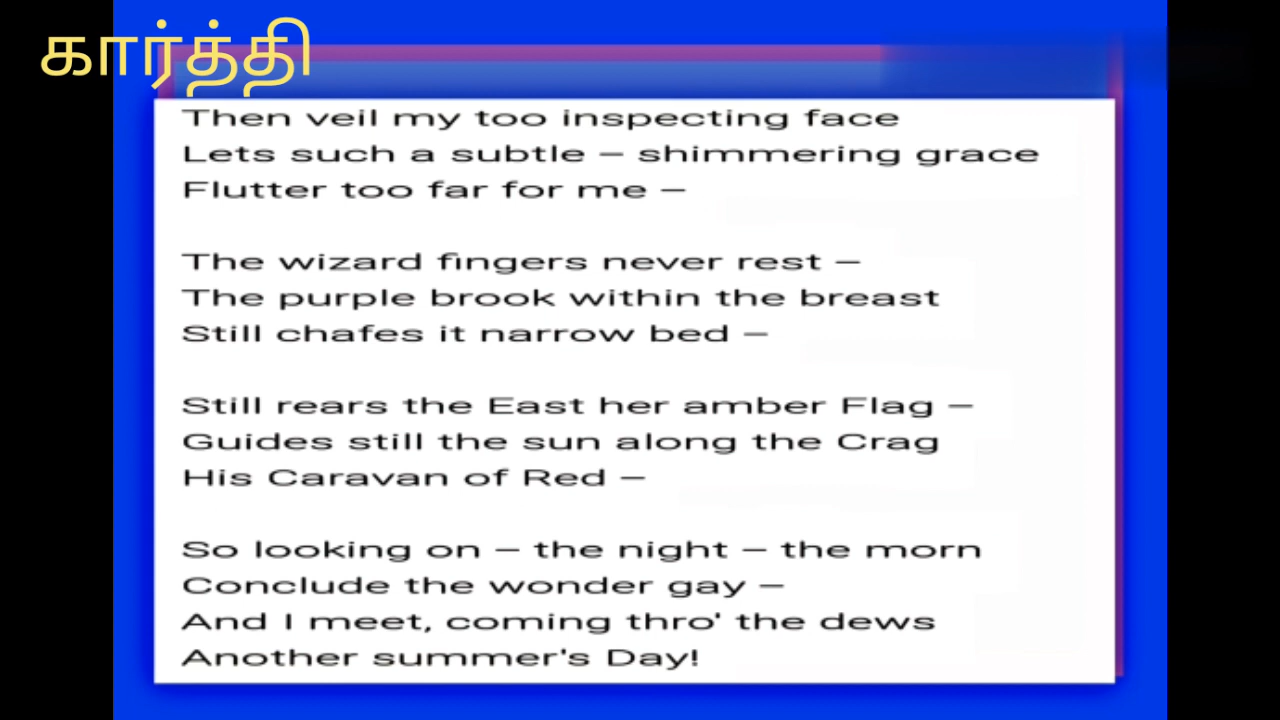 கார்த்தி
Then veil my too inspecting face
Lets such a subtle – shimmering grace
Flutter too far for me –
The wizard fingers never rest –
The purple brook within the breast
Still chafes it narrow bed –
Still rears the East her amber Flag –
Guides still the sun along the Crag
His Caravan of Red –
So looking on – the night – the morn
Conclude the wonder gay –
And I meet, coming thro' the dews
Another summer's Day!